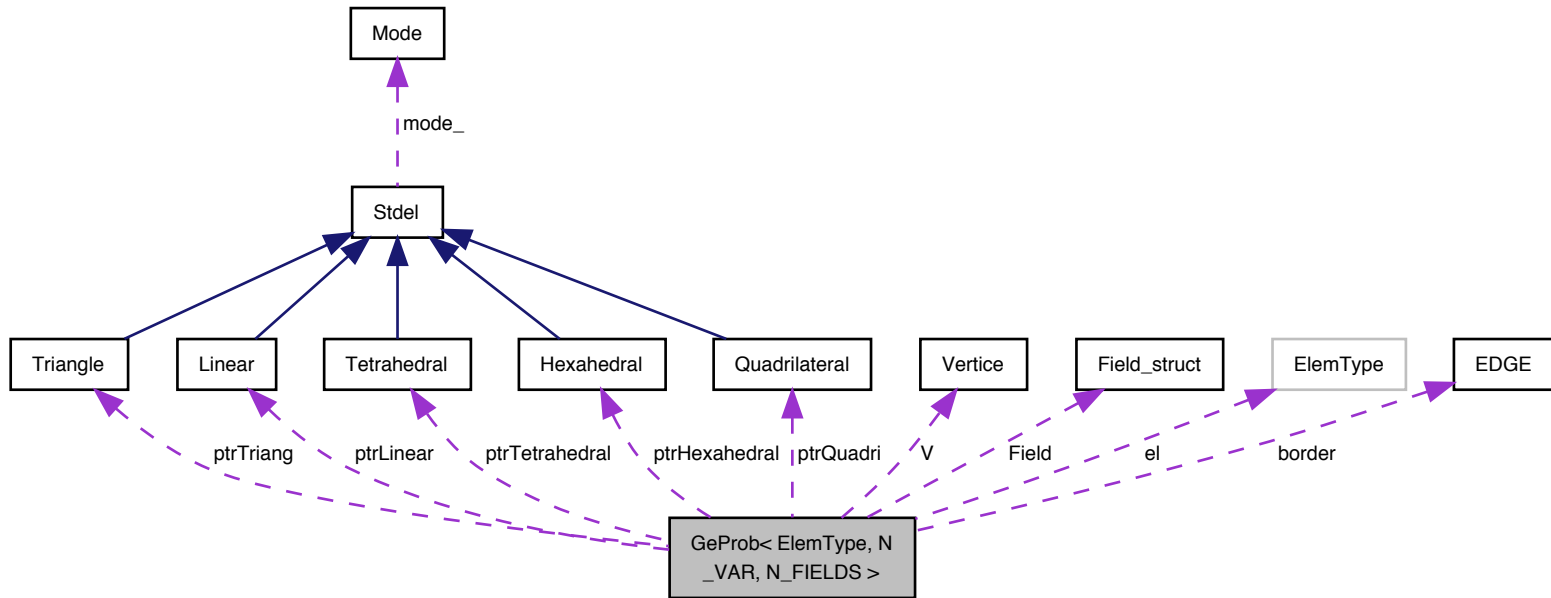 Mode
mode_
Stdel
Triangle
Linear
Tetrahedral
Hexahedral
Quadrilateral
Vertice
Field_struct
ElemType
EDGE
ptrTriang
ptrLinear
ptrTetrahedral
ptrHexahedral
ptrQuadri
V
Field
el
border
GeProb< ElemType, N
_VAR, N_FIELDS >